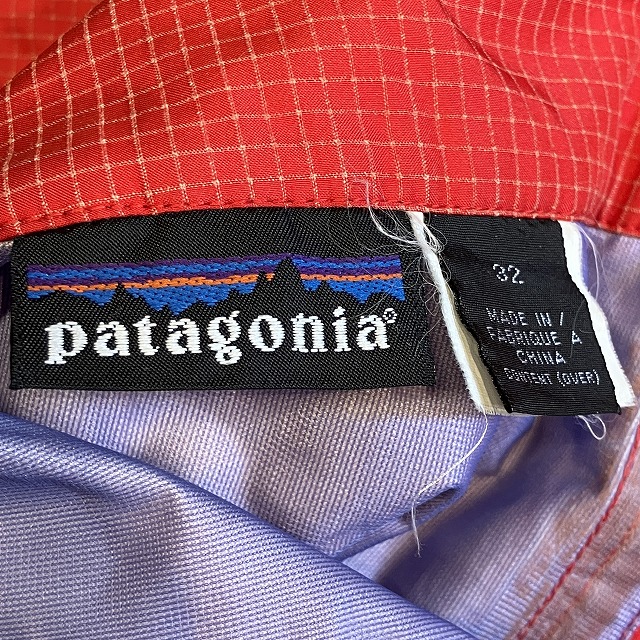 patagonia®
32
MADE IN /
FABRIQUE A
CHINA
CONTENT (OVER)